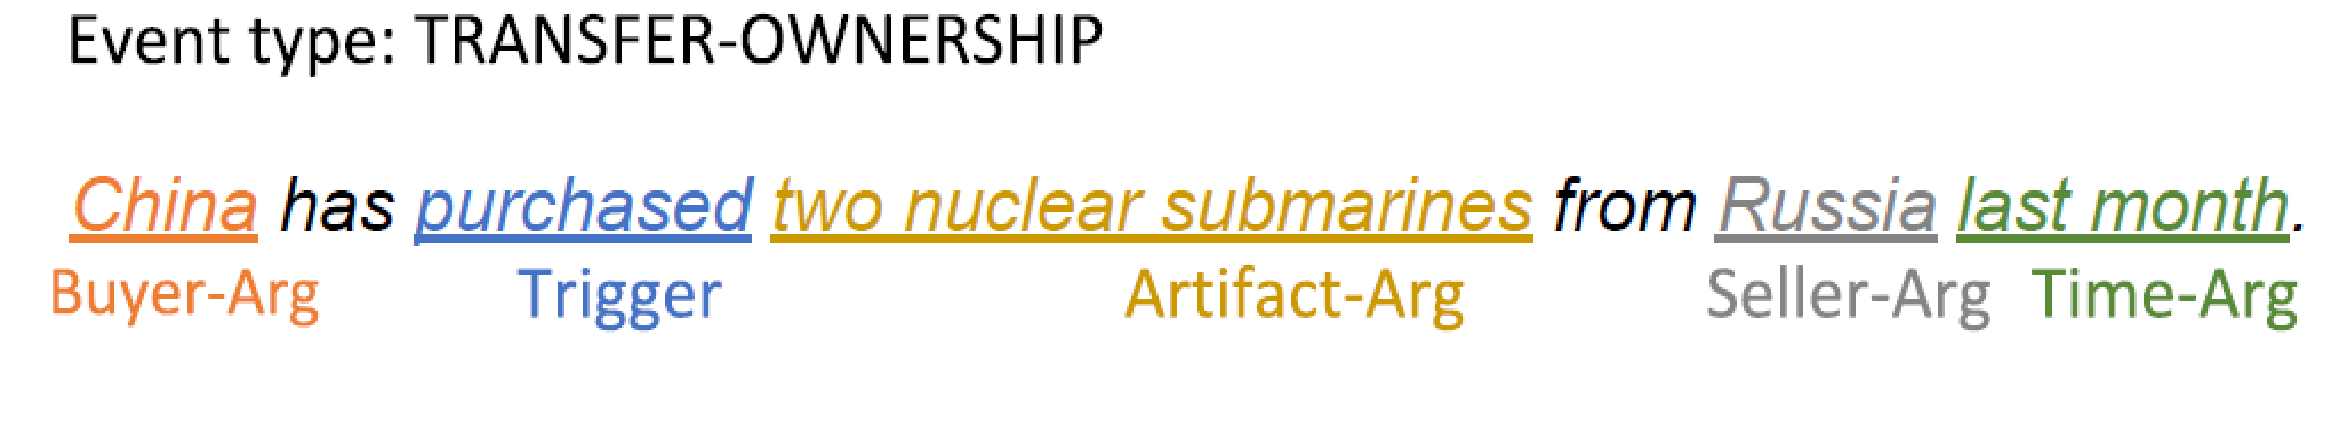 Event type: TRANSFER-OWNERSHIP
China has purchased two nuclear submarines from Russia last month.
Buyer-Arg Trigger Artifact-Arg Seller-Arg Time-Arg